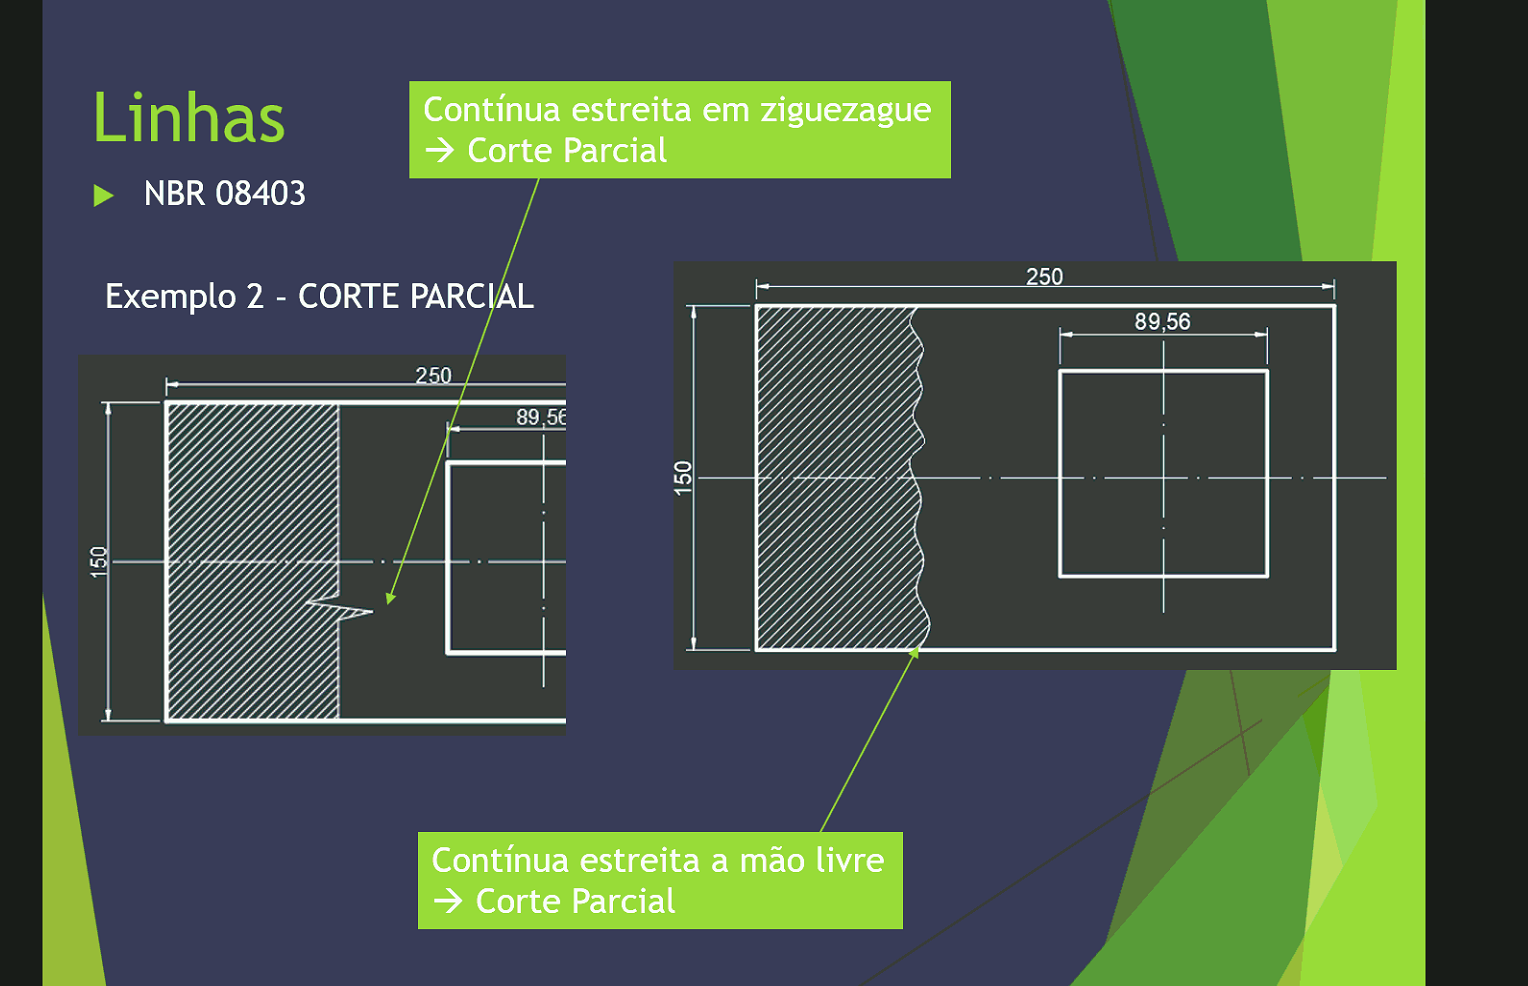 Linhas
NBR 08403
Contínua estreita em ziguezague
→ Corte Parcial
Exemplo 2 – CORTE PARCIAL
250
89,56
150
250
89,56
150
Contínua estreita a mão livre
→ Corte Parcial